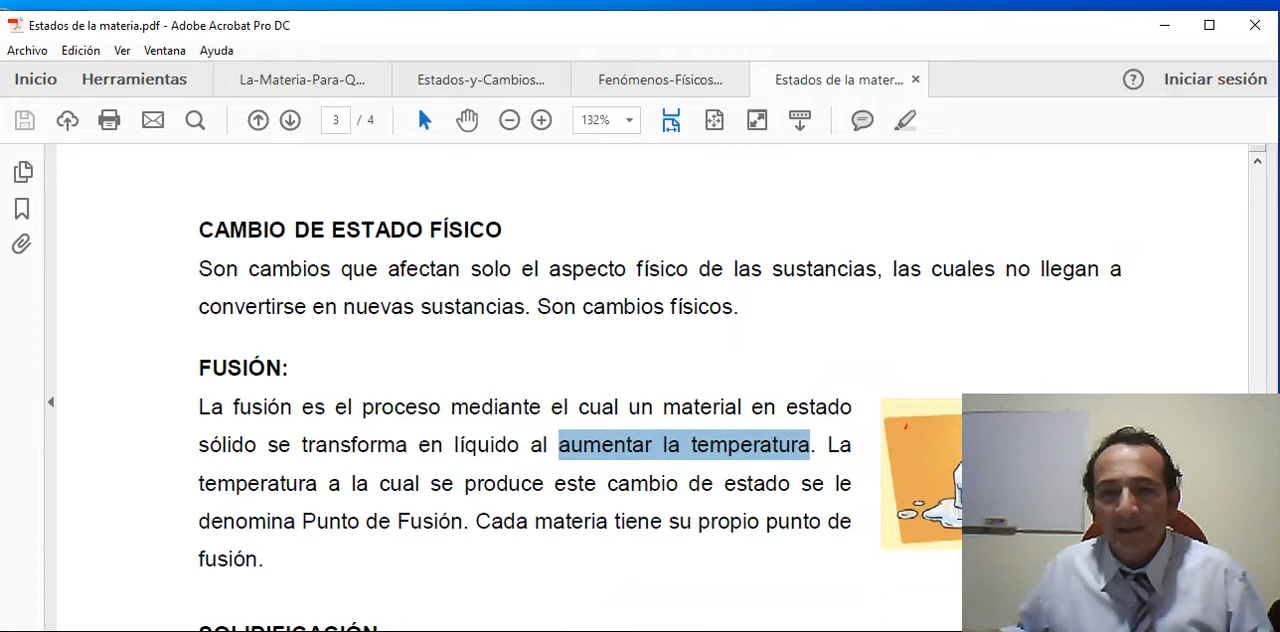 Estados de la materia.pdf - Adobe Acrobat Pro DC
Archivo Edición Ver Ventana Ayuda
Inicio Herramientas La-Materia-Para-Q... Estados-y-Cambios... Fenómenos-Físicos... Estados de la mater... × ? Iniciar sesión
3 / 4 132%
CAMBIO DE ESTADO FÍSICO
Son cambios que afectan solo el aspecto físico de las sustancias, las cuales no llegan a
convertirse en nuevas sustancias. Son cambios físicos.
FUSIÓN:
La fusión es el proceso mediante el cual un material en estado
sólido se transforma en líquido al aumentar la temperatura. La
temperatura a la cual se produce este cambio de estado se le
denomina Punto de Fusión. Cada materia tiene su propio punto de
fusión.
SOLIDIFICACIÓN